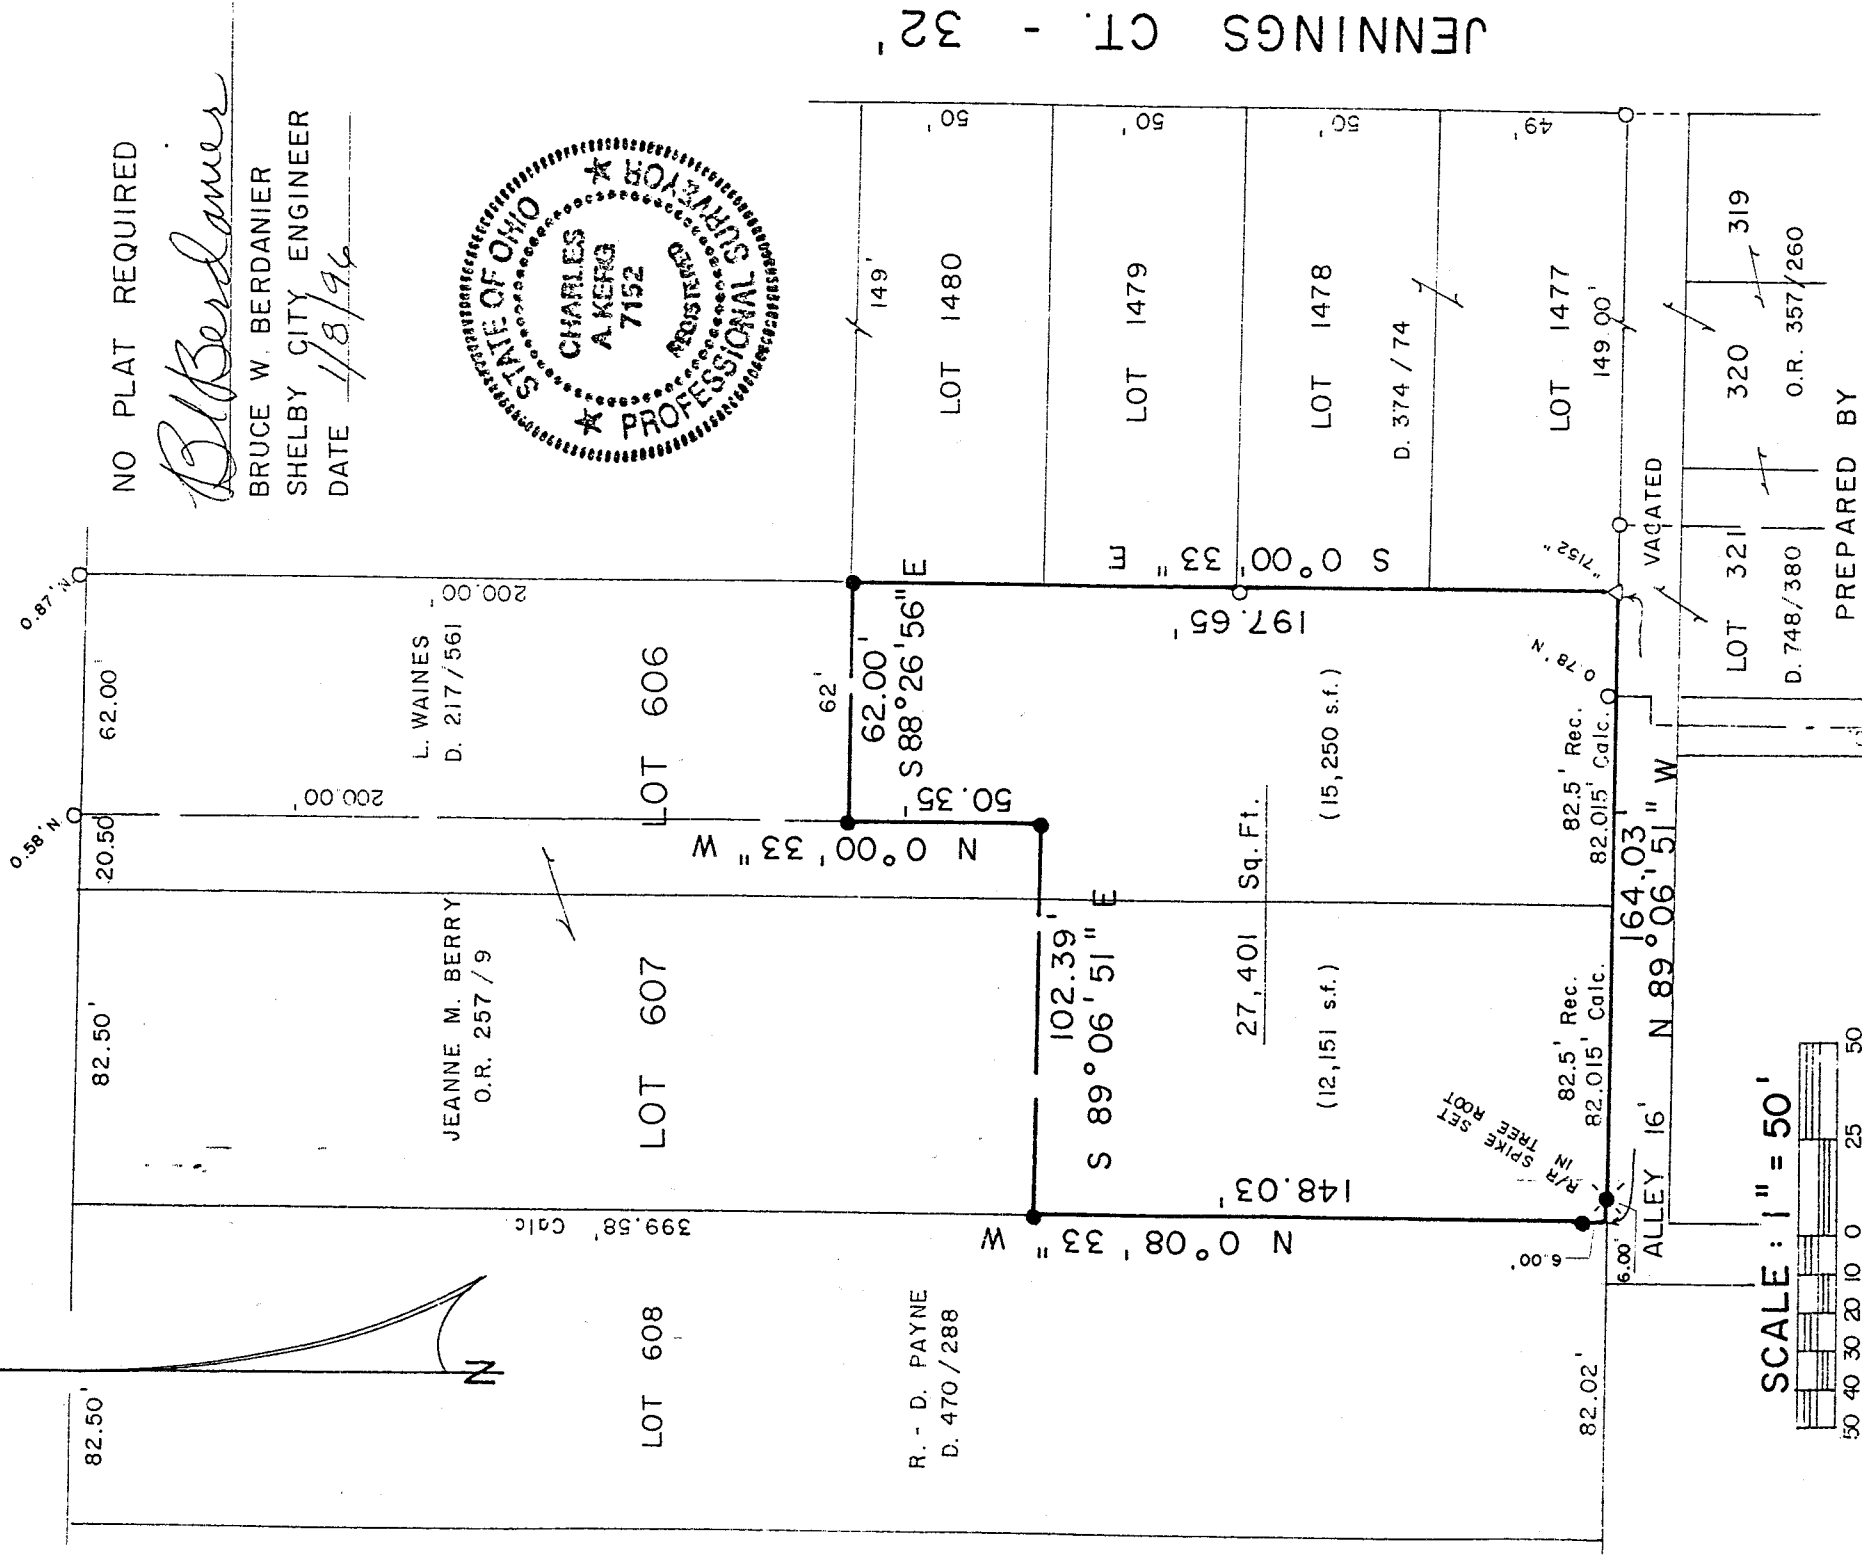 NO PLAT REQUIRED
BRUCE W. BERDANIER
SHELBY CITY ENGINEER
DATE 1/8/96
STATE OF OHIO
CHARLES
A. KERG
7152
REGISTERED
PROFESSIONAL SURVEYOR
JENNINGS CT. - 32'
50'
50'
50'
49'
149'
LOT 1480
LOT 1479
LOT 1478
D. 374 / 74
LOT 1477
149.00'
0.87' N
62.00'
200.00'
L. WAINES
D. 217 / 561
LOT 606
62'
62.00'
S 88° 26' 56" E
S 0° 00' 33" E
197.65'
"7152"
VACATED
0.58' N
20.50'
200.00'
50.35'
N 0° 00' 33" W
JEANNE M. BERRY
O.R. 257 / 9
82.50'
LOT 607
102.39'
S 89° 06' 51" E
27,401 Sq. Ft.
(15,250 s.f.)
(12,151 s.f.)
0.78' N
82.5' Rec.
82.015' Calc.
82.5' Rec.
82.015' Calc.
164.03'
N 89° 06' 51" W
R/R SPIKE SET
IN TREE ROOT
148.03'
N 0° 08' 33" W
6.00'
6.00'
ALLEY 16'
399.58' Calc.
82.50'
N
LOT 608
R. - D. PAYNE
D. 470 / 288
82.02'
LOT 321
D. 748/380
320
319
O.R. 357/260
PREPARED BY
SCALE : 1" = 50'
50 40 30 20 10 0 25 50